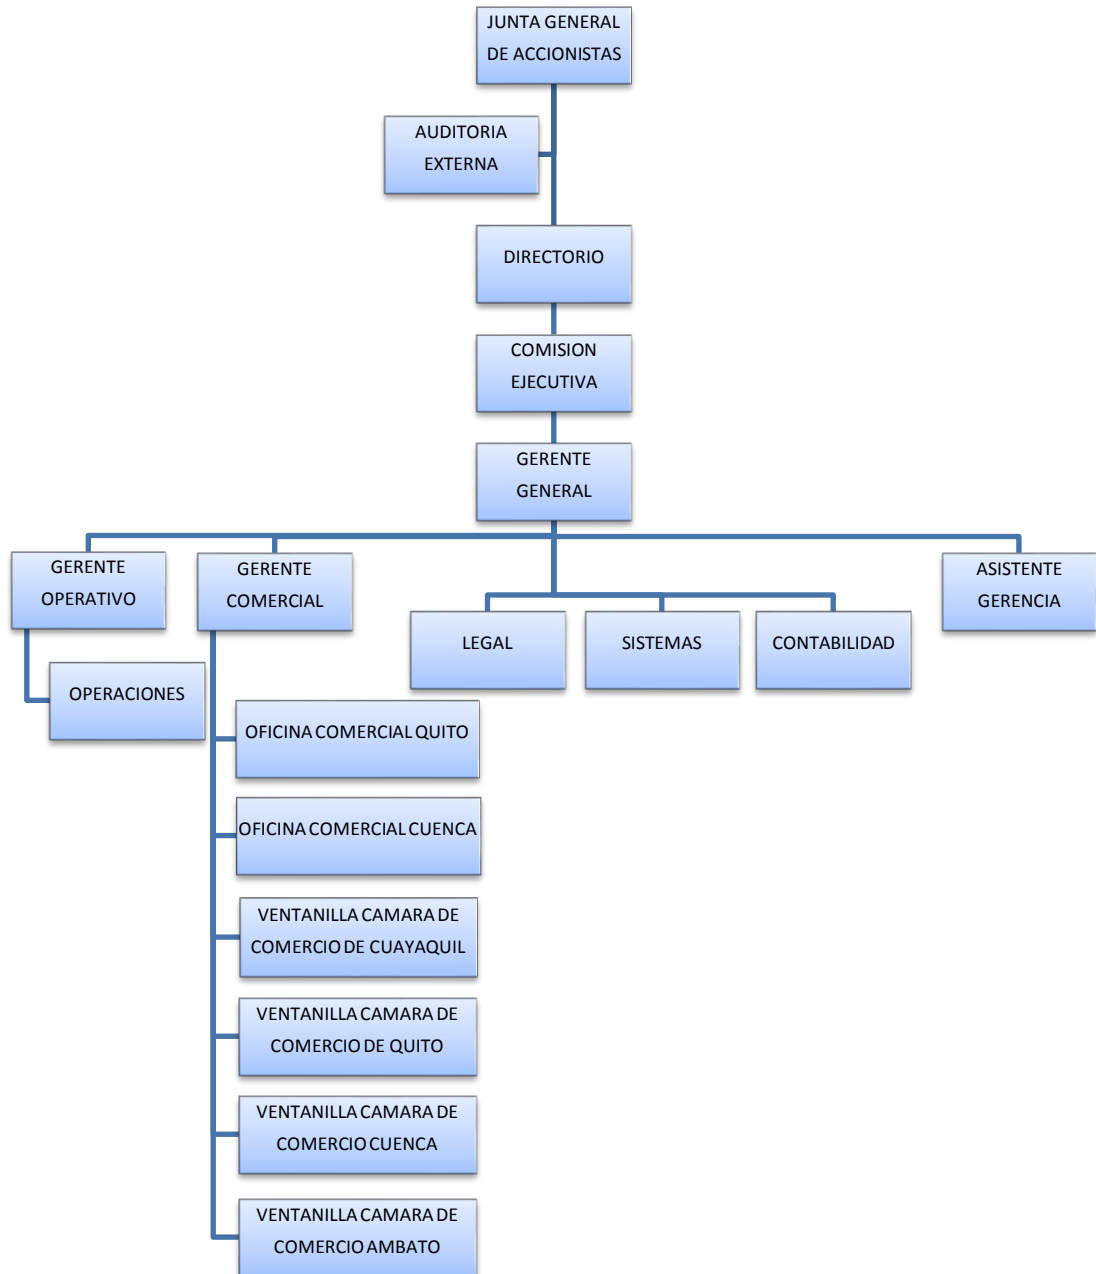 JUNTA GENERAL
DE ACCIONISTAS
AUDITORIA
EXTERNA
DIRECTORIO
COMISION
EJECUTIVA
GERENTE
GENERAL
GERENTE
OPERATIVO
GERENTE
COMERCIAL
ASISTENTE
GERENCIA
LEGAL
SISTEMAS
CONTABILIDAD
OPERACIONES
OFICINA COMERCIAL QUITO
OFICINA COMERCIAL CUENCA
VENTANILLA CAMARA DE
COMERCIO DE CUAYAQUIL
VENTANILLA CAMARA DE
COMERCIO DE QUITO
VENTANILLA CAMARA DE
COMERCIO CUENCA
VENTANILLA CAMARA DE
COMERCIO AMBATO